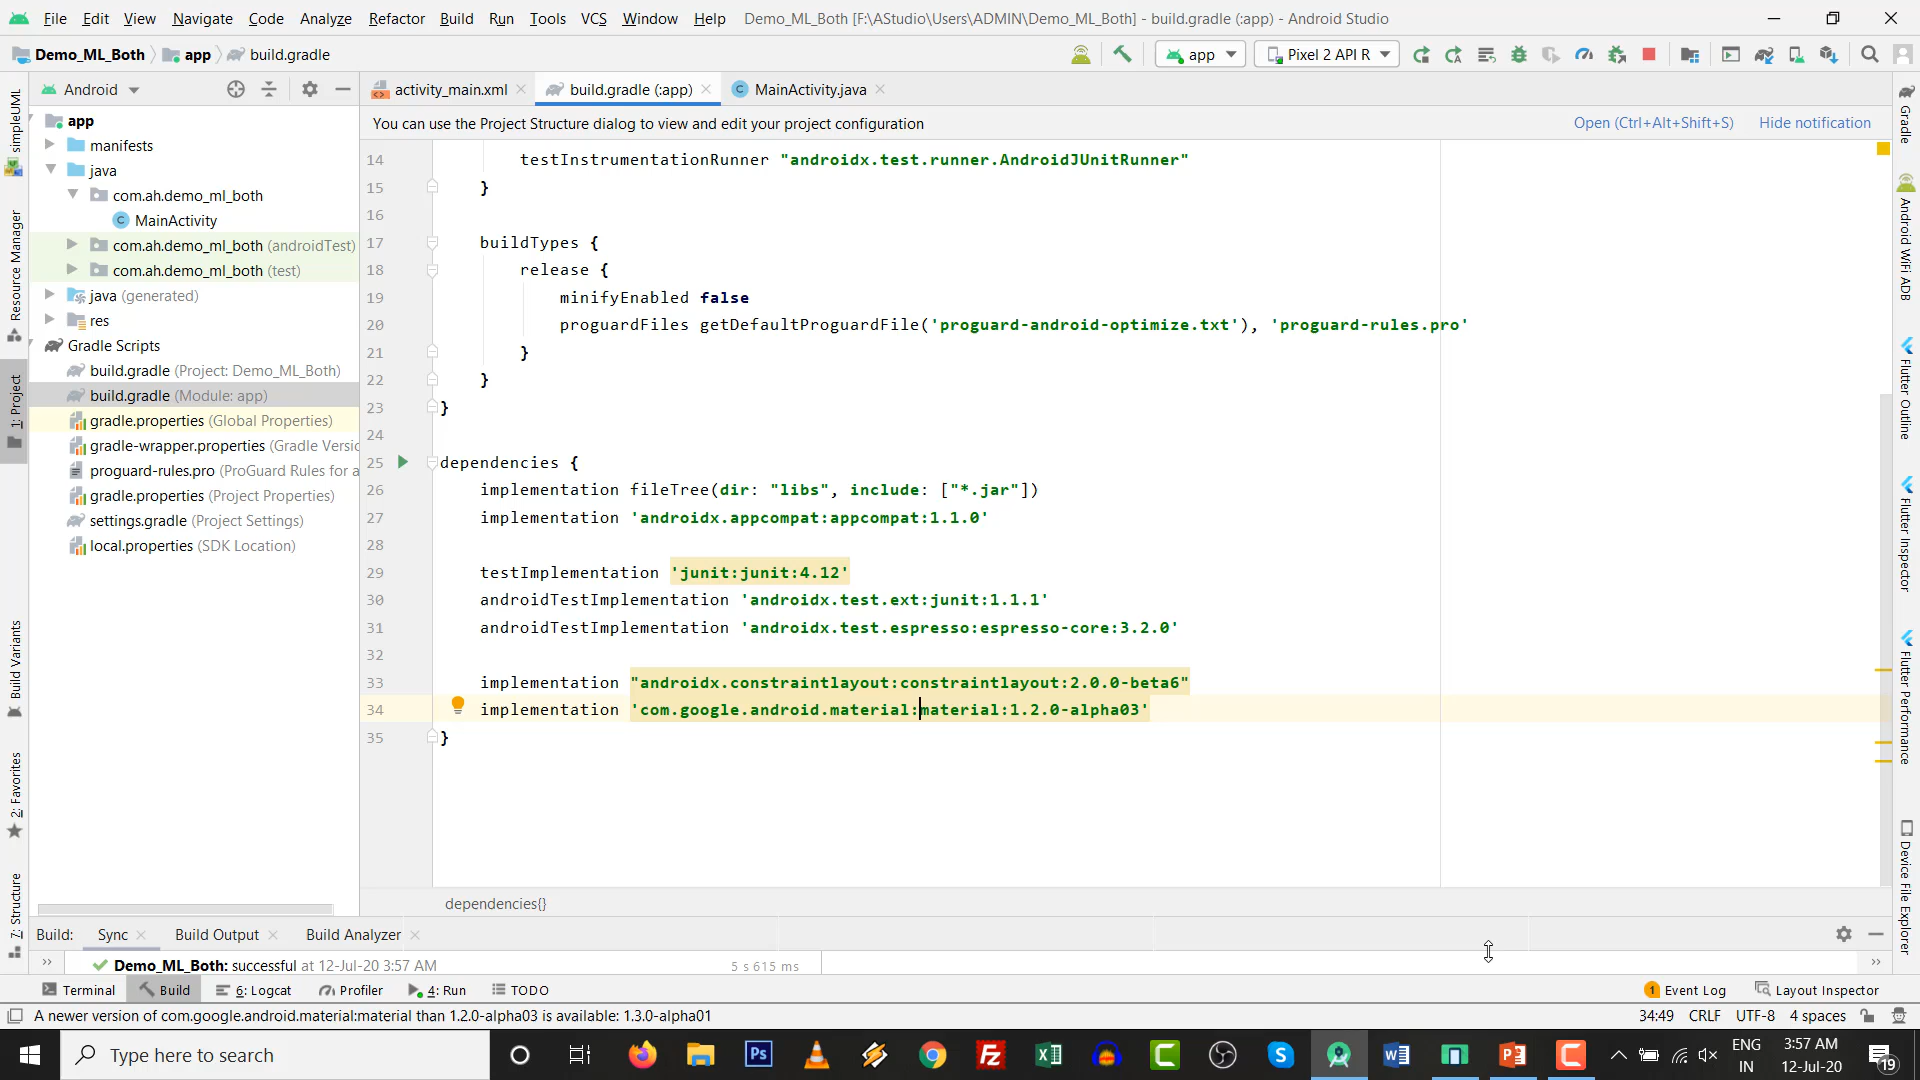 File Edit View Navigate Code Analyze Refactor Build Run Tools VCS Window Help Demo_ML_Both [F:\AStudio\Users\ADMIN\Demo_ML_Both] - build.gradle (:app) - Android Studio
Demo_ML_Both app build.gradle app Pixel 2 API R
Android activity_main.xml build.gradle (:app) MainActivity.java
You can use the Project Structure dialog to view and edit your project configuration Open (Ctrl+Alt+Shift+S) Hide notification
app
manifests
java
com.ah.demo_ml_both
MainActivity
com.ah.demo_ml_both (androidTest)
com.ah.demo_ml_both (test)
java (generated)
res
Gradle Scripts
build.gradle (Project: Demo_ML_Both)
build.gradle (Module: app)
gradle.properties (Global Properties)
gradle-wrapper.properties (Gradle Versio
proguard-rules.pro (ProGuard Rules for a
gradle.properties (Project Properties)
settings.gradle (Project Settings)
local.properties (SDK Location)
simpleUML
Resource Manager
1: Project
Build Variants
2: Favorites
7: Structure
14 testInstrumentationRunner "androidx.test.runner.AndroidJUnitRunner"
15 }
16
17 buildTypes {
18 release {
19 minifyEnabled false
20 proguardFiles getDefaultProguardFile('proguard-android-optimize.txt'), 'proguard-rules.pro'
21 }
22 }
23 }
24
25 dependencies {
26 implementation fileTree(dir: "libs", include: ["*.jar"])
27 implementation 'androidx.appcompat:appcompat:1.1.0'
28
29 testImplementation 'junit:junit:4.12'
30 androidTestImplementation 'androidx.test.ext:junit:1.1.1'
31 androidTestImplementation 'androidx.test.espresso:espresso-core:3.2.0'
32
33 implementation "androidx.constraintlayout:constraintlayout:2.0.0-beta6"
34 implementation 'com.google.android.material:material:1.2.0-alpha03'
35 }
dependencies{}
Gradle
Android WiFi ADB
Flutter Outline
Flutter Inspector
Flutter Performance
Device File Explorer
Build: Sync Build Output Build Analyzer
Demo_ML_Both: successful at 12-Jul-20 3:57 AM 5 s 615 ms
Terminal Build 6: Logcat Profiler 4: Run TODO 1 Event Log Layout Inspector
A newer version of com.google.android.material:material than 1.2.0-alpha03 is available: 1.3.0-alpha01 34:49 CRLF UTF-8 4 spaces
Type here to search
Ps
ENG
IN
3:57 AM
12-Jul-20
19